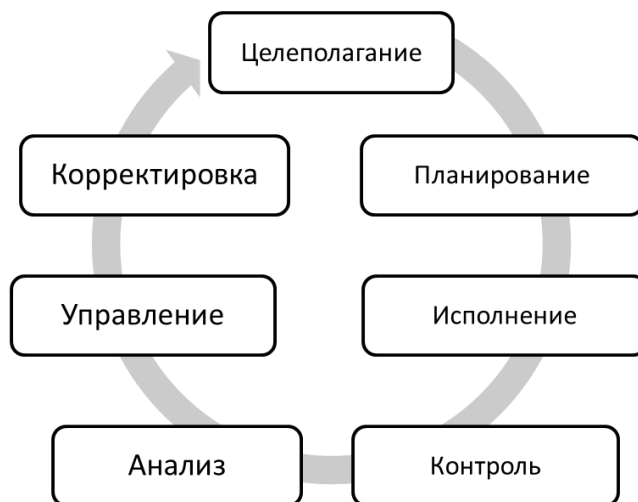 Целеполагание
Планирование
Исполнение
Контроль
Анализ
Управление
Корректировка